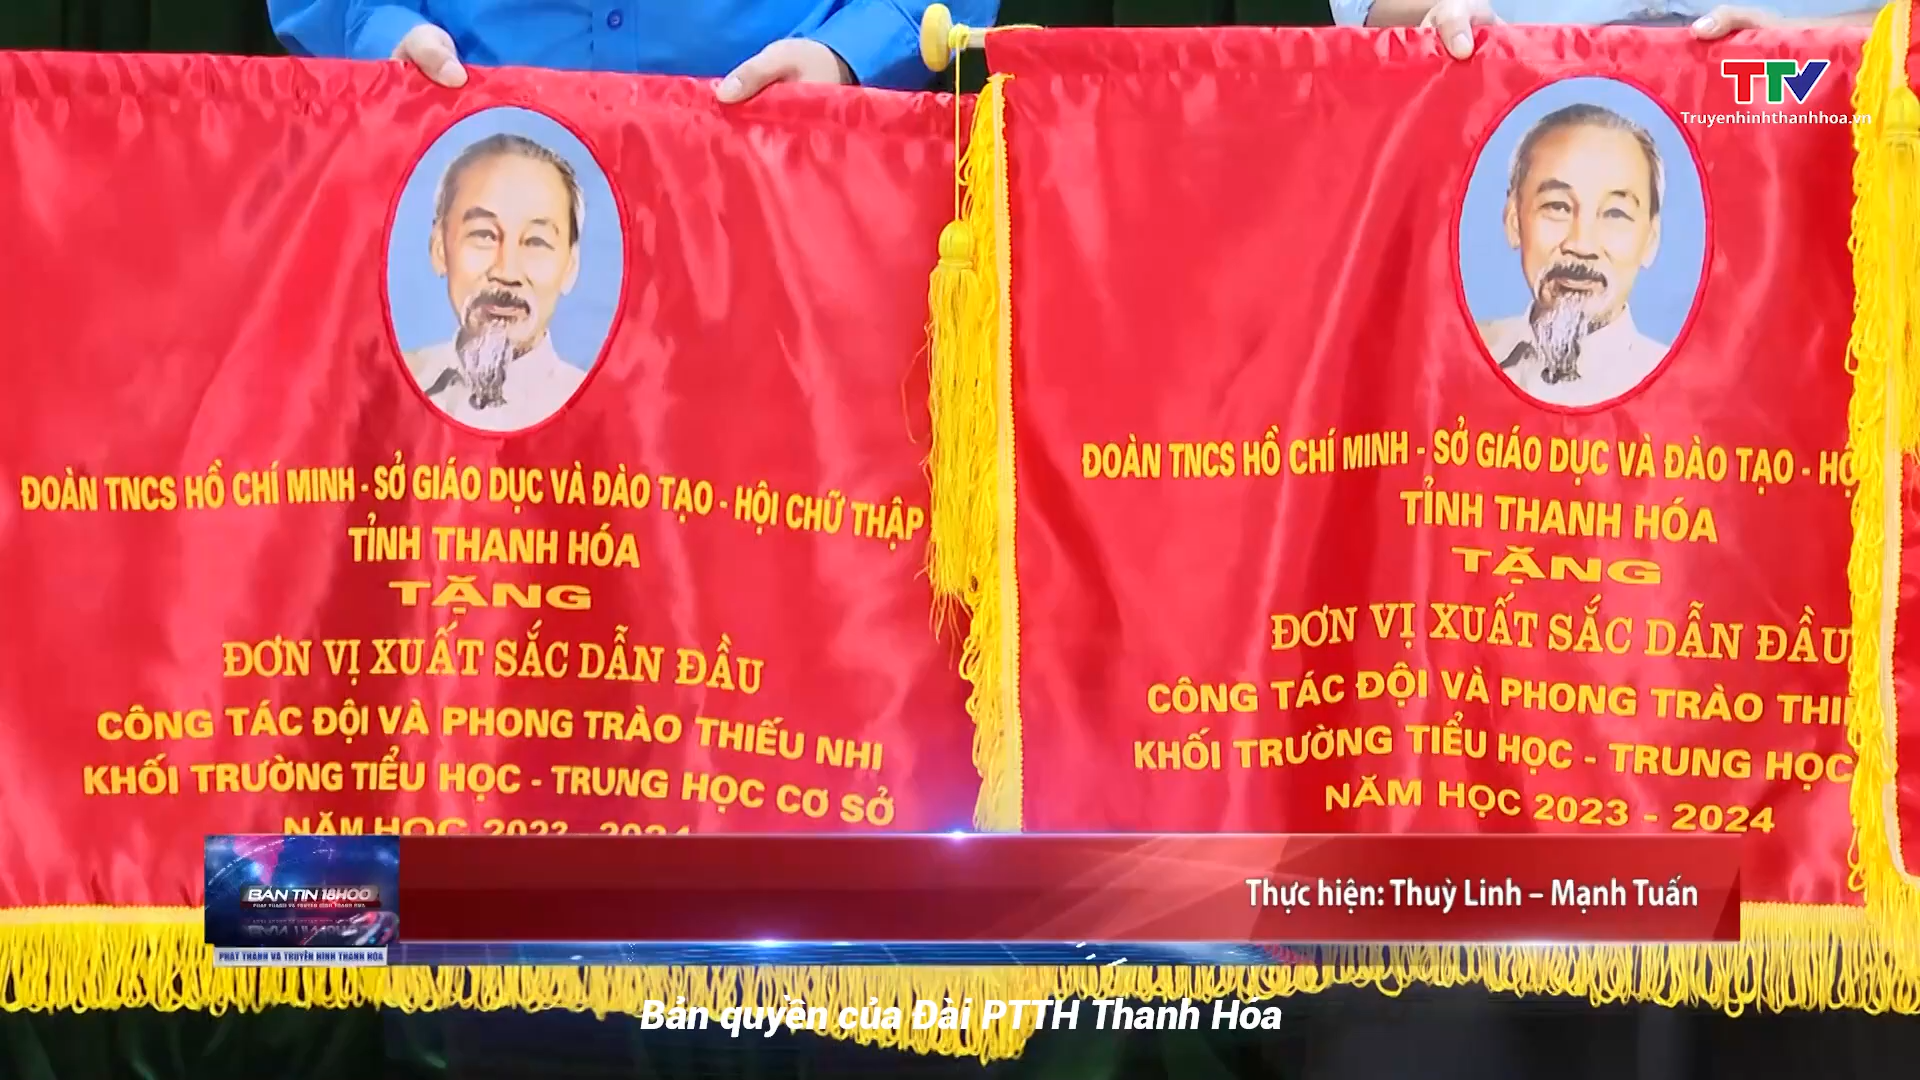 TTV
Truyenhinhthanhhoa.vn
ĐOÀN TNCS HỒ CHÍ MINH - SỞ GIÁO DỤC VÀ ĐÀO TẠO - HỘI CHỮ THẬP
TỈNH THANH HÓA
TẶNG
ĐƠN VỊ XUẤT SẮC DẪN ĐẦU
CÔNG TÁC ĐỘI VÀ PHONG TRÀO THIẾU NHI
KHỐI TRƯỜNG TIỂU HỌC - TRUNG HỌC CƠ SỞ
NĂM HỌC 2023 - 2024
ĐOÀN TNCS HỒ CHÍ MINH - SỞ GIÁO DỤC VÀ ĐÀO TẠO - HỘ
TỈNH THANH HÓA
TẶNG
ĐƠN VỊ XUẤT SẮC DẪN ĐẦU
CÔNG TÁC ĐỘI VÀ PHONG TRÀO THI
KHỐI TRƯỜNG TIỂU HỌC - TRUNG HỌC
NĂM HỌC 2023 - 2024
BẢN TIN 18H00
PHÁT THANH VÀ TRUYỀN HÌNH THANH HÓA
Thực hiện: Thuỳ Linh – Mạnh Tuấn
Bản quyền của Đài PTTH Thanh Hóa